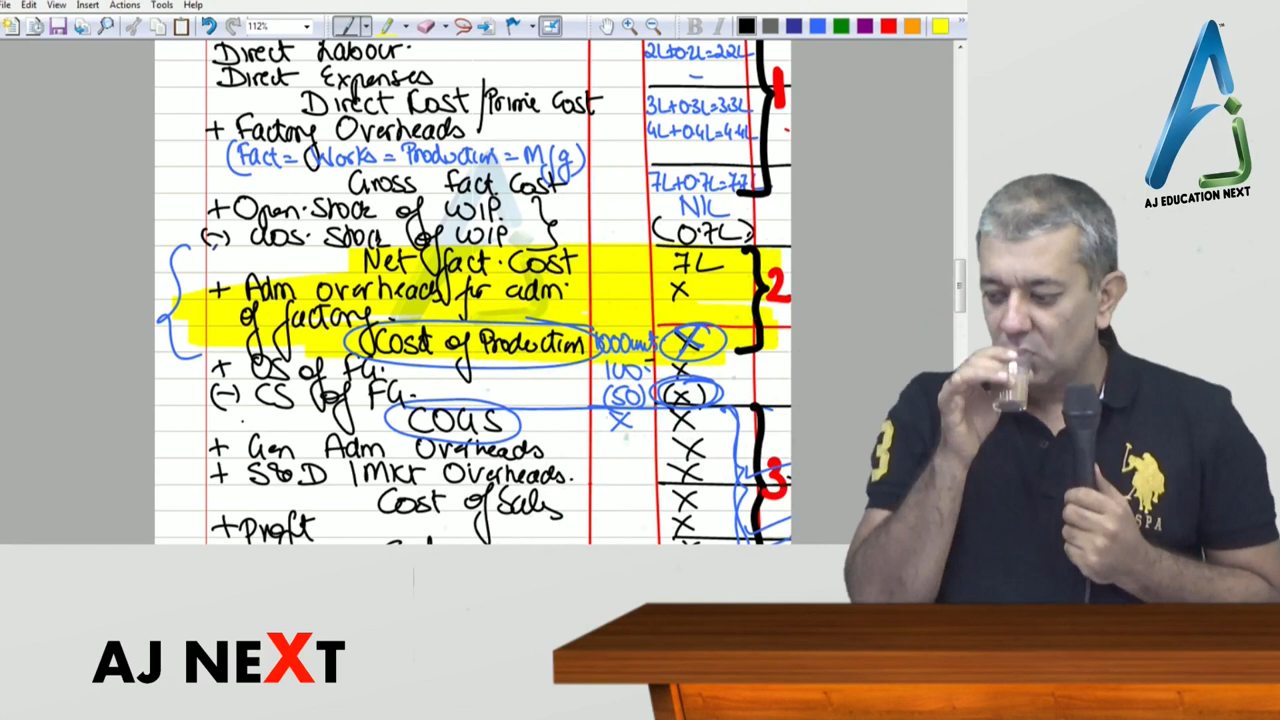 File Edit View Insert Actions Tools Help
112%
B I
Direct Labour. 2L+0.2L=2.2L
Direct Expenses -
Direct Cost / Prime Cost 3L+0.3L=3.3L
+ Factory Overheads 4L+0.4L=4.4L
(Fact = Works = Production = M/g)
Gross fact. Cost 7L+0.7L=7.7L
+ Open. Stock of WIP. NIL
(-) Clos. Stock of WIP (0.7L)
Net fact. Cost 7L
+ Adm overheads for adm. x
of factory
Cost of Production 1000unit X
+ OS of FG. 100 x
(-) CS of FG. (50) (x)
COGS x X
+ Gen Adm Overheads X
+ S&D / Mkt Overheads. X
Cost of Sales X
+ Profit X
1
2
3
AJ EDUCATION NEXT
3
USPA
AJ NEXT